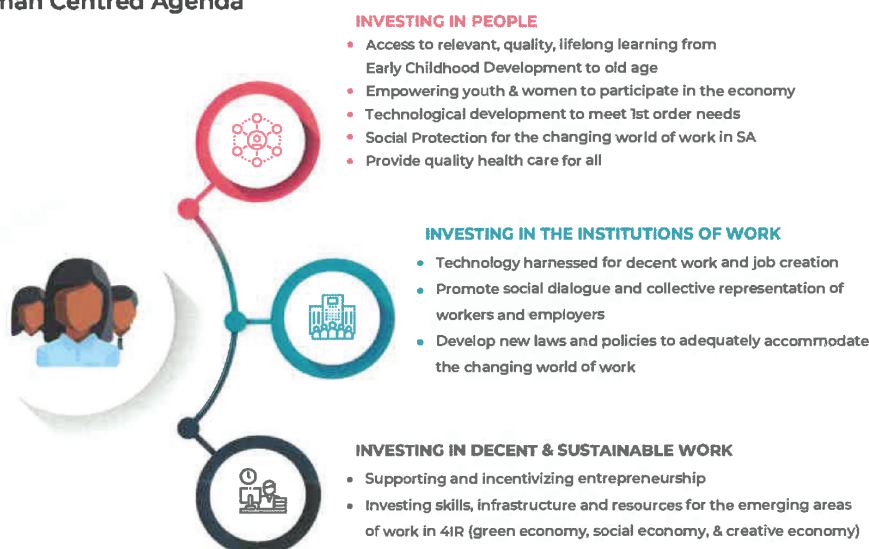 Centred Agenda
INVESTING IN PEOPLE
• Access to relevant, quality, lifelong learning from
Early Childhood Development to old age
• Empowering youth & women to participate in the economy
• Technological development to meet 1st order needs
• Social Protection for the changing world of work in SA
• Provide quality health care for all
INVESTING IN THE INSTITUTIONS OF WORK
• Technology harnessed for decent work and job creation
• Promote social dialogue and collective representation of
workers and employers
• Develop new laws and policies to adequately accommodate
the changing world of work
INVESTING IN DECENT & SUSTAINABLE WORK
• Supporting and incentivizing entrepreneurship
• Investing skills, infrastructure and resources for the emerging areas
of work in 4IR (green economy, social economy, & creative economy)